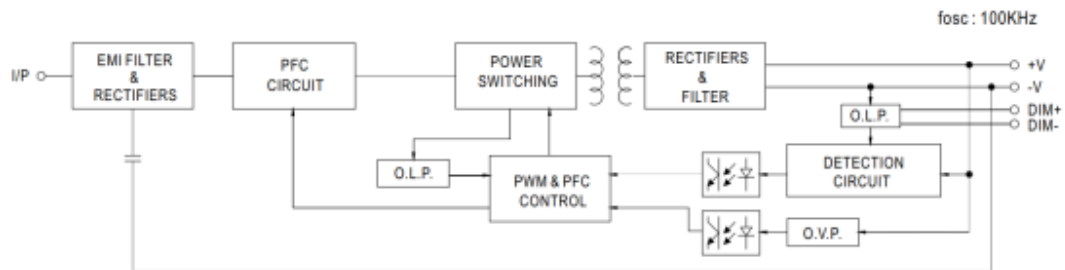 fosc : 100KHz
I/P
EMI FILTER
&
RECTIFIERS
PFC
CIRCUIT
POWER
SWITCHING
RECTIFIERS
&
FILTER
+V
-V
DIM+
DIM-
O.L.P.
O.L.P.
PWM & PFC
CONTROL
DETECTION
CIRCUIT
O.V.P.